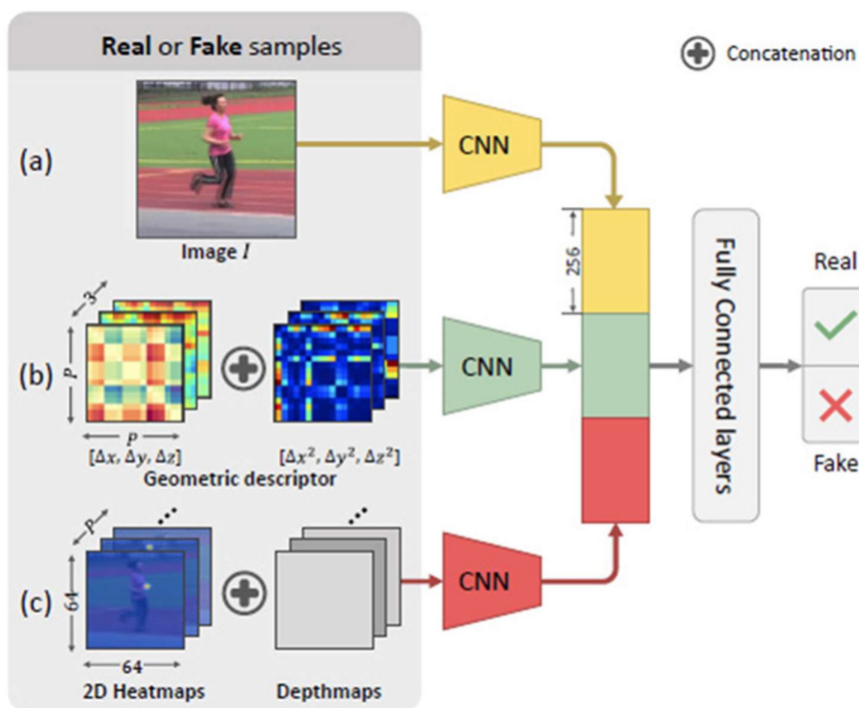 Real or Fake samples
Concatenation
(a)
Image I
CNN
256
Fully Connected layers
Real
Fake
(b)
3
P
P
[Δx, Δy, Δz]
[Δx², Δy², Δz²]
Geometric descriptor
CNN
(c)
P
64
64
2D Heatmaps
Depthmaps
CNN